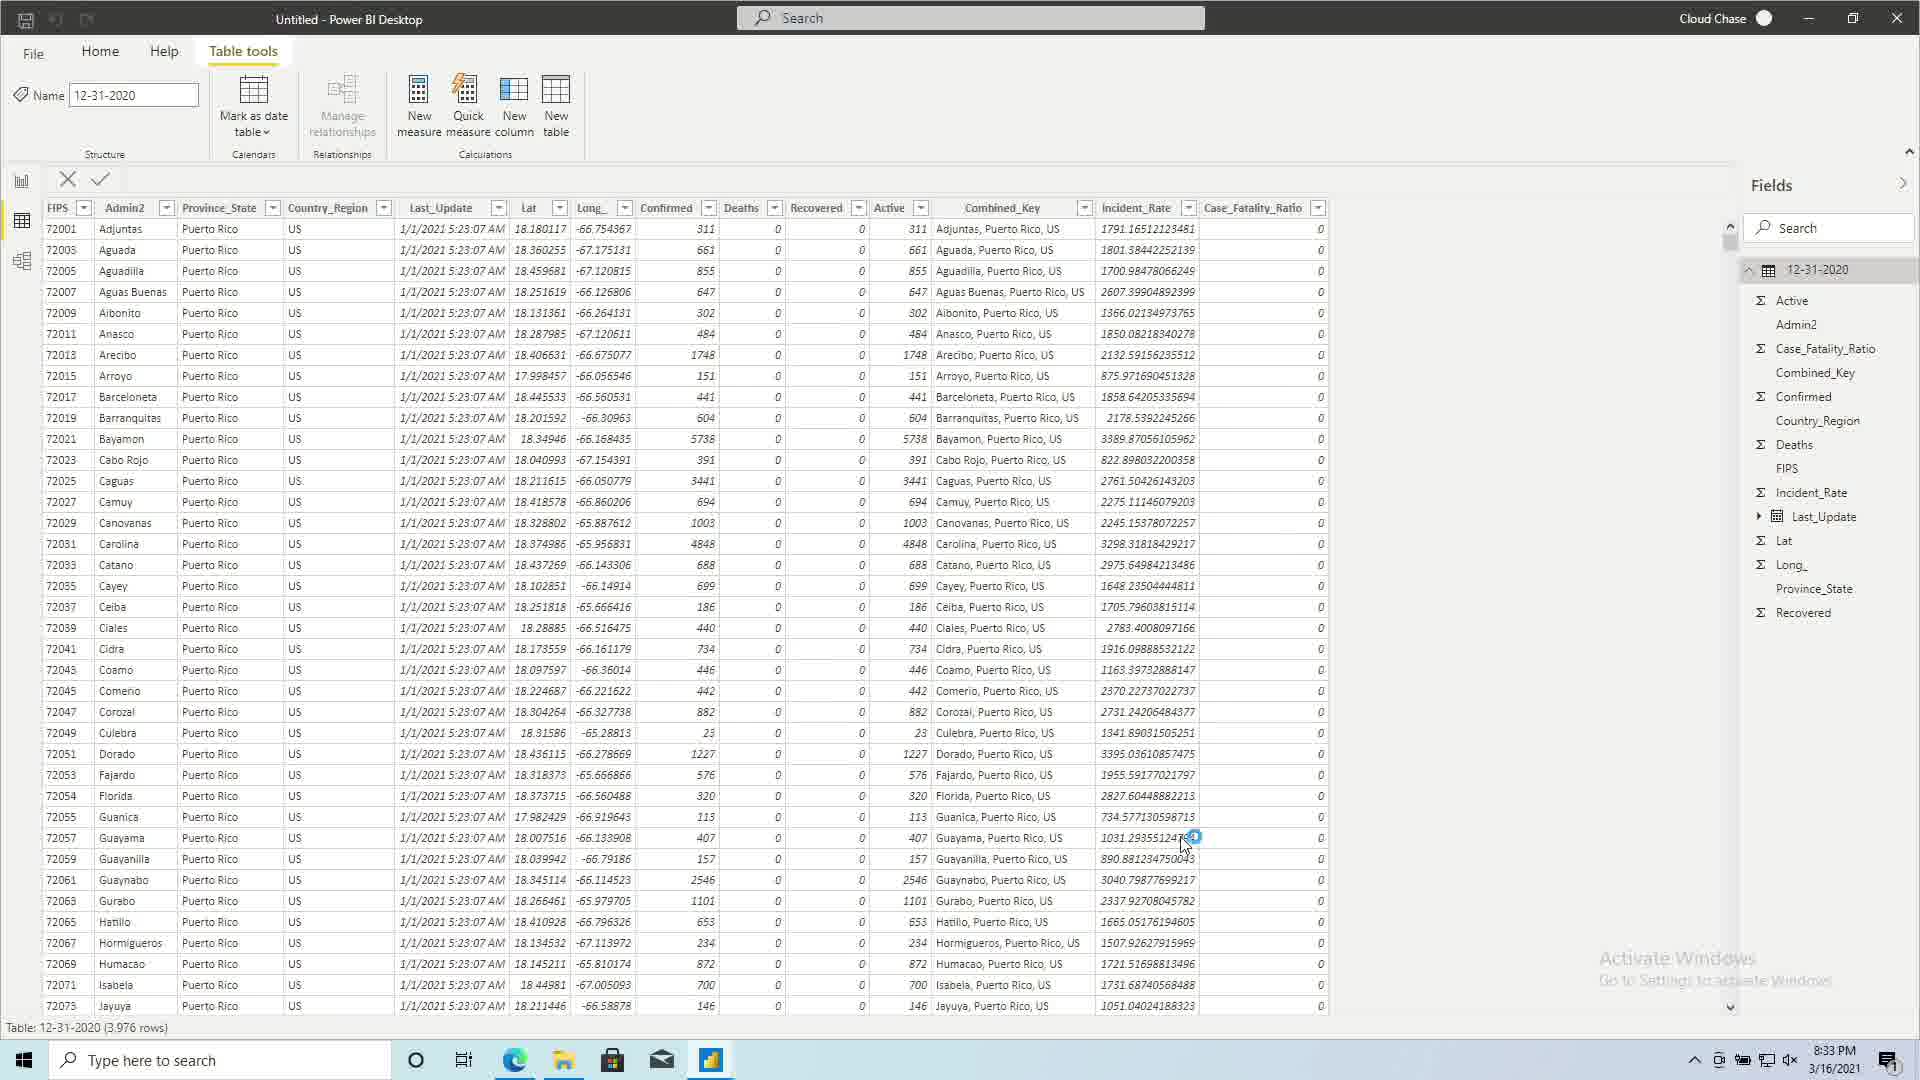 Untitled - Power BI Desktop
Search
Cloud Chase
File
Home
Help
Table tools
Name
12-31-2020
Mark as date
table
Manage
relationships
New
measure
Quick
measure
New
column
New
table
Structure
Calendars
Relationships
Calculations
Fields
Search
12-31-2020
Active
Admin2
Case_Fatality_Ratio
Combined_Key
Confirmed
Country_Region
Deaths
FIPS
Incident_Rate
Last_Update
Lat
Long_
Province_State
Recovered
FIPS Admin2 Province_State Country_Region Last_Update Lat Long_ Confirmed Deaths Recovered Active Combined_Key Incident_Rate Case_Fatality_Ratio
72001 Adjuntas Puerto Rico US 1/1/2021 5:23:07 AM 18.180117 -66.754367 311 0 0 311 Adjuntas, Puerto Rico, US 1791.16512123481 0
72003 Aguada Puerto Rico US 1/1/2021 5:23:07 AM 18.360255 -67.175131 661 0 0 661 Aguada, Puerto Rico, US 1801.38442252139 0
72005 Aguadilla Puerto Rico US 1/1/2021 5:23:07 AM 18.459681 -67.120815 855 0 0 855 Aguadilla, Puerto Rico, US 1700.98478066249 0
72007 Aguas Buenas Puerto Rico US 1/1/2021 5:23:07 AM 18.251619 -66.126806 647 0 0 647 Aguas Buenas, Puerto Rico, US 2607.39904892399 0
72009 Aibonito Puerto Rico US 1/1/2021 5:23:07 AM 18.131361 -66.264131 302 0 0 302 Aibonito, Puerto Rico, US 1366.02134973765 0
72011 Anasco Puerto Rico US 1/1/2021 5:23:07 AM 18.287985 -67.120611 484 0 0 484 Anasco, Puerto Rico, US 1850.08218340278 0
72013 Arecibo Puerto Rico US 1/1/2021 5:23:07 AM 18.406631 -66.675077 1748 0 0 1748 Arecibo, Puerto Rico, US 2132.59156235512 0
72015 Arroyo Puerto Rico US 1/1/2021 5:23:07 AM 17.998457 -66.056546 151 0 0 151 Arroyo, Puerto Rico, US 875.971690451328 0
72017 Barceloneta Puerto Rico US 1/1/2021 5:23:07 AM 18.445533 -66.560531 441 0 0 441 Barceloneta, Puerto Rico, US 1858.64205335694 0
72019 Barranquitas Puerto Rico US 1/1/2021 5:23:07 AM 18.201592 -66.30963 604 0 0 604 Barranquitas, Puerto Rico, US 2178.5392245266 0
72021 Bayamon Puerto Rico US 1/1/2021 5:23:07 AM 18.34946 -66.168435 5738 0 0 5738 Bayamon, Puerto Rico, US 3389.87056105962 0
72023 Cabo Rojo Puerto Rico US 1/1/2021 5:23:07 AM 18.040993 -67.154391 391 0 0 391 Cabo Rojo, Puerto Rico, US 822.898032200358 0
72025 Caguas Puerto Rico US 1/1/2021 5:23:07 AM 18.211615 -66.050779 3441 0 0 3441 Caguas, Puerto Rico, US 2761.50426143203 0
72027 Camuy Puerto Rico US 1/1/2021 5:23:07 AM 18.418578 -66.860206 694 0 0 694 Camuy, Puerto Rico, US 2275.11146079203 0
72029 Canovanas Puerto Rico US 1/1/2021 5:23:07 AM 18.328802 -65.887612 1003 0 0 1003 Canovanas, Puerto Rico, US 2245.15378072257 0
72031 Carolina Puerto Rico US 1/1/2021 5:23:07 AM 18.374986 -65.956831 4848 0 0 4848 Carolina, Puerto Rico, US 3298.31818429217 0
72033 Catano Puerto Rico US 1/1/2021 5:23:07 AM 18.437269 -66.143306 688 0 0 688 Catano, Puerto Rico, US 2975.64984213486 0
72035 Cayey Puerto Rico US 1/1/2021 5:23:07 AM 18.102851 -66.14914 699 0 0 699 Cayey, Puerto Rico, US 1648.23504444811 0
72037 Ceiba Puerto Rico US 1/1/2021 5:23:07 AM 18.251818 -65.666416 186 0 0 186 Ceiba, Puerto Rico, US 1705.79603815114 0
72039 Ciales Puerto Rico US 1/1/2021 5:23:07 AM 18.28885 -66.516475 440 0 0 440 Ciales, Puerto Rico, US 2783.4008097166 0
72041 Cidra Puerto Rico US 1/1/2021 5:23:07 AM 18.173559 -66.161179 734 0 0 734 Cidra, Puerto Rico, US 1916.09888532122 0
72043 Coamo Puerto Rico US 1/1/2021 5:23:07 AM 18.097597 -66.36014 446 0 0 446 Coamo, Puerto Rico, US 1163.39732888147 0
72045 Comerio Puerto Rico US 1/1/2021 5:23:07 AM 18.224687 -66.221622 442 0 0 442 Comerio, Puerto Rico, US 2370.22737022737 0
72047 Corozal Puerto Rico US 1/1/2021 5:23:07 AM 18.304264 -66.327738 882 0 0 882 Corozal, Puerto Rico, US 2731.24206484377 0
72049 Culebra Puerto Rico US 1/1/2021 5:23:07 AM 18.31586 -65.28813 23 0 0 23 Culebra, Puerto Rico, US 1341.89031505251 0
72051 Dorado Puerto Rico US 1/1/2021 5:23:07 AM 18.436115 -66.278669 1227 0 0 1227 Dorado, Puerto Rico, US 3395.03610857475 0
72053 Fajardo Puerto Rico US 1/1/2021 5:23:07 AM 18.318373 -65.666866 576 0 0 576 Fajardo, Puerto Rico, US 1955.59177021797 0
72054 Florida Puerto Rico US 1/1/2021 5:23:07 AM 18.373715 -66.560488 320 0 0 320 Florida, Puerto Rico, US 2827.60448882213 0
72055 Guanica Puerto Rico US 1/1/2021 5:23:07 AM 17.982429 -66.919643 113 0 0 113 Guanica, Puerto Rico, US 734.577130598713 0
72057 Guayama Puerto Rico US 1/1/2021 5:23:07 AM 18.007516 -66.133908 407 0 0 407 Guayama, Puerto Rico, US 0
72059 Guayanilla Puerto Rico US 1/1/2021 5:23:07 AM 18.039942 -66.79186 157 0 0 157 Guayanilla, Puerto Rico, US 890.881234750043 0
72061 Guaynabo Puerto Rico US 1/1/2021 5:23:07 AM 18.345114 -66.114523 2546 0 0 2546 Guaynabo, Puerto Rico, US 3040.79877699217 0
72063 Gurabo Puerto Rico US 1/1/2021 5:23:07 AM 18.266461 -65.979705 1101 0 0 1101 Gurabo, Puerto Rico, US 2337.92708045782 0
72065 Hatillo Puerto Rico US 1/1/2021 5:23:07 AM 18.410928 -66.796326 653 0 0 653 Hatillo, Puerto Rico, US 1665.05176194605 0
72067 Hormigueros Puerto Rico US 1/1/2021 5:23:07 AM 18.134532 -67.113972 234 0 0 234 Hormigueros, Puerto Rico, US 1507.92627915969 0
72069 Humacao Puerto Rico US 1/1/2021 5:23:07 AM 18.145211 -65.810174 872 0 0 872 Humacao, Puerto Rico, US 1721.51698813496 0
72071 Isabela Puerto Rico US 1/1/2021 5:23:07 AM 18.44981 -67.005093 700 0 0 700 Isabela, Puerto Rico, US 1731.68740568488 0
72073 Jayuya Puerto Rico US 1/1/2021 5:23:07 AM 18.211446 -66.58878 146 0 0 146 Jayuya, Puerto Rico, US 1051.04024188323 0
Activate Windows
Go to Settings to activate Windows.
Table: 12-31-2020 (3,976 rows)
Type here to search
8:33 PM
3/16/2021
1